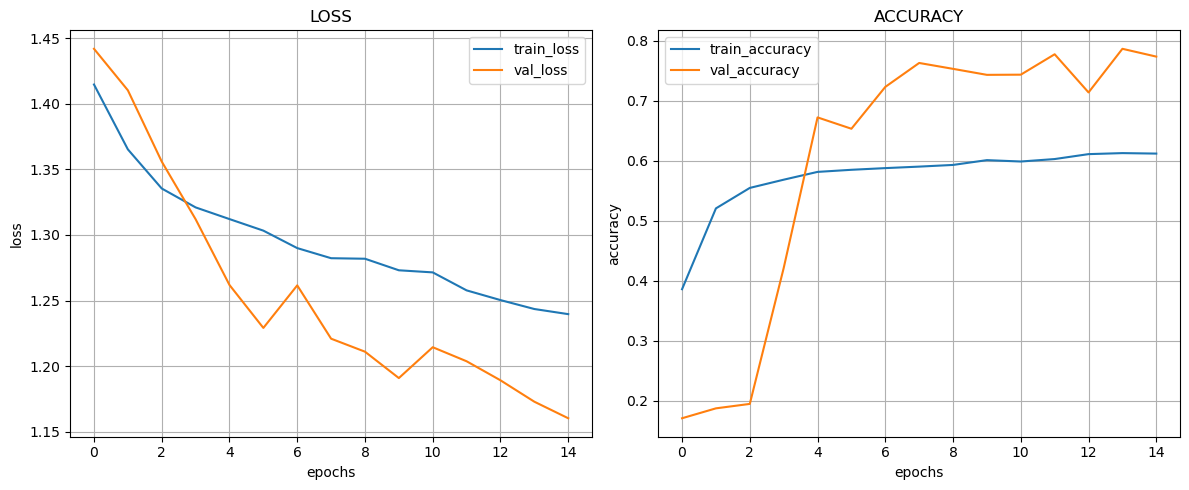 LOSS
1.45
1.40
1.35
1.30
1.25
1.20
1.15
loss
0 2 4 6 8 10 12 14
epochs
train_loss
val_loss
ACCURACY
0.8
0.7
0.6
0.5
0.4
0.3
0.2
accuracy
0 2 4 6 8 10 12 14
epochs
train_accuracy
val_accuracy